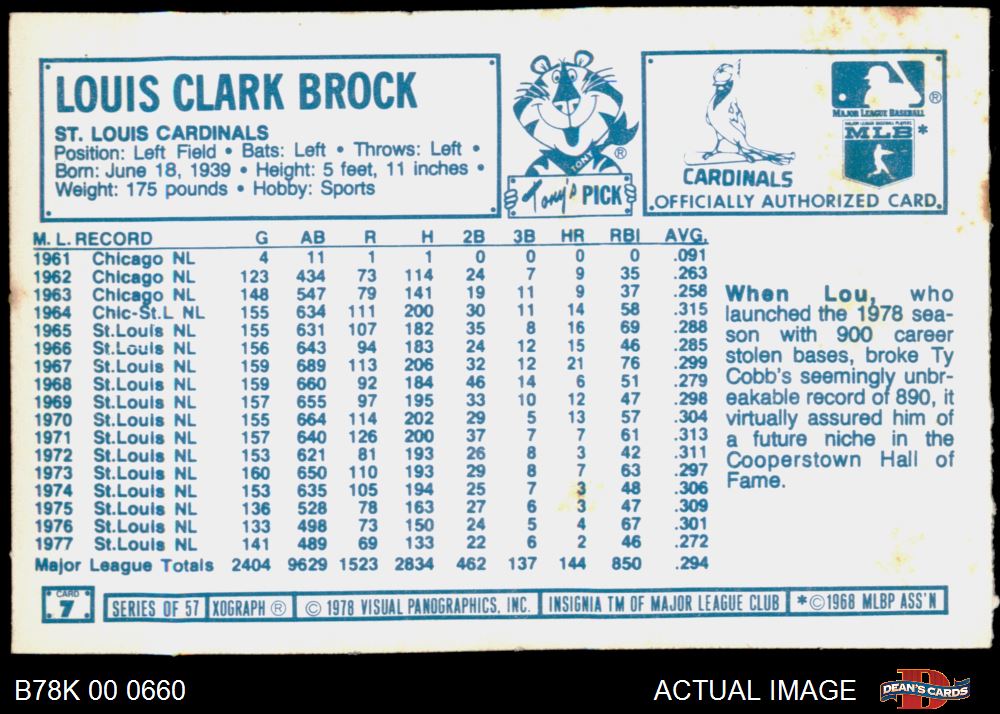 LOUIS CLARK BROCK
ST. LOUIS CARDINALS
Position: Left Field • Bats: Left • Throws: Left •
Born: June 18, 1939 • Height: 5 feet, 11 inches •
Weight: 175 pounds • Hobby: Sports
TONY
®
Tony's PICK
CARDINALS
®
MAJOR LEAGUE BASEBALL
MAJOR LEAGUE BASEBALL PLAYERS
MLB *
OFFICIALLY AUTHORIZED CARD.
M. L. RECORD G AB R H 2B 3B HR RBI AVG.
1961 Chicago NL 4 11 1 1 0 0 0 0 .091
1962 Chicago NL 123 434 73 114 24 7 9 35 .263
1963 Chicago NL 148 547 79 141 19 11 9 37 .258
1964 Chic-St.L NL 155 634 111 200 30 11 14 58 .315
1965 St.Louis NL 155 631 107 182 35 8 16 69 .288
1966 St.Louis NL 156 643 94 183 24 12 15 46 .285
1967 St.Louis NL 159 689 113 206 32 12 21 76 .299
1968 St.Louis NL 159 660 92 184 46 14 6 51 .279
1969 St.Louis NL 157 655 97 195 33 10 12 47 .298
1970 St.Louis NL 155 664 114 202 29 5 13 57 .304
1971 St.Louis NL 157 640 126 200 37 7 7 61 .313
1972 St.Louis NL 153 621 81 193 26 8 3 42 .311
1973 St.Louis NL 160 650 110 193 29 8 7 63 .297
1974 St.Louis NL 153 635 105 194 25 7 3 48 .306
1975 St.Louis NL 136 528 78 163 27 6 3 47 .309
1976 St.Louis NL 133 498 73 150 24 5 4 67 .301
1977 St.Louis NL 141 489 69 133 22 6 2 46 .272
Major League Totals 2404 9629 1523 2834 462 137 144 850 .294
When Lou, who
launched the 1978 sea-
son with 900 career
stolen bases, broke Ty
Cobb's seemingly unbr-
eakable record of 890, it
virtually assured him of
a future niche in the
Cooperstown Hall of
Fame.
CARD
7
SERIES OF 57 XOGRAPH ® © 1978 VISUAL PANOGRAPHICS, INC. INSIGNIA TM OF MAJOR LEAGUE CLUB *©1968 MLBP ASS'N
B78K 00 0660
ACTUAL IMAGE
D
DEAN'S CARDS